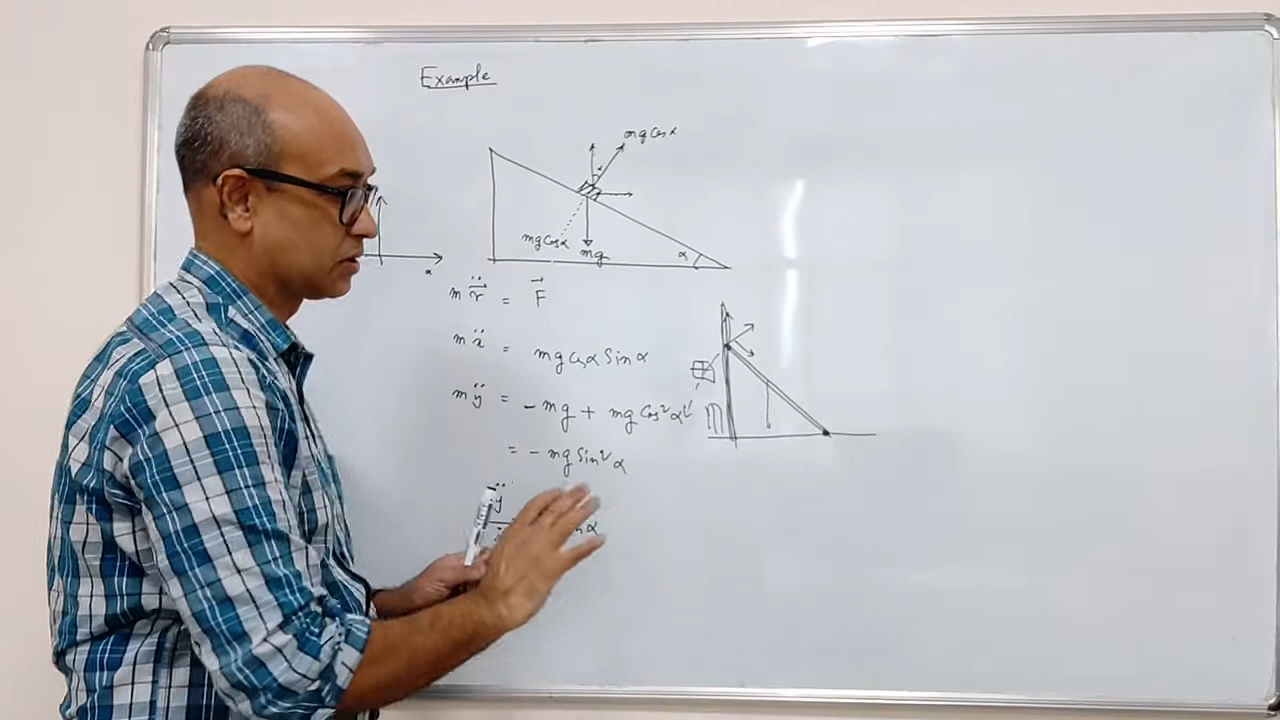 Example
mg Cos α
mg Cos α
mg
α
x
m r̈ = F⃗
m ẍ = mg cos α Sin α
m ÿ = - mg + mg Cos² α
= - mg Sin² α
ÿ